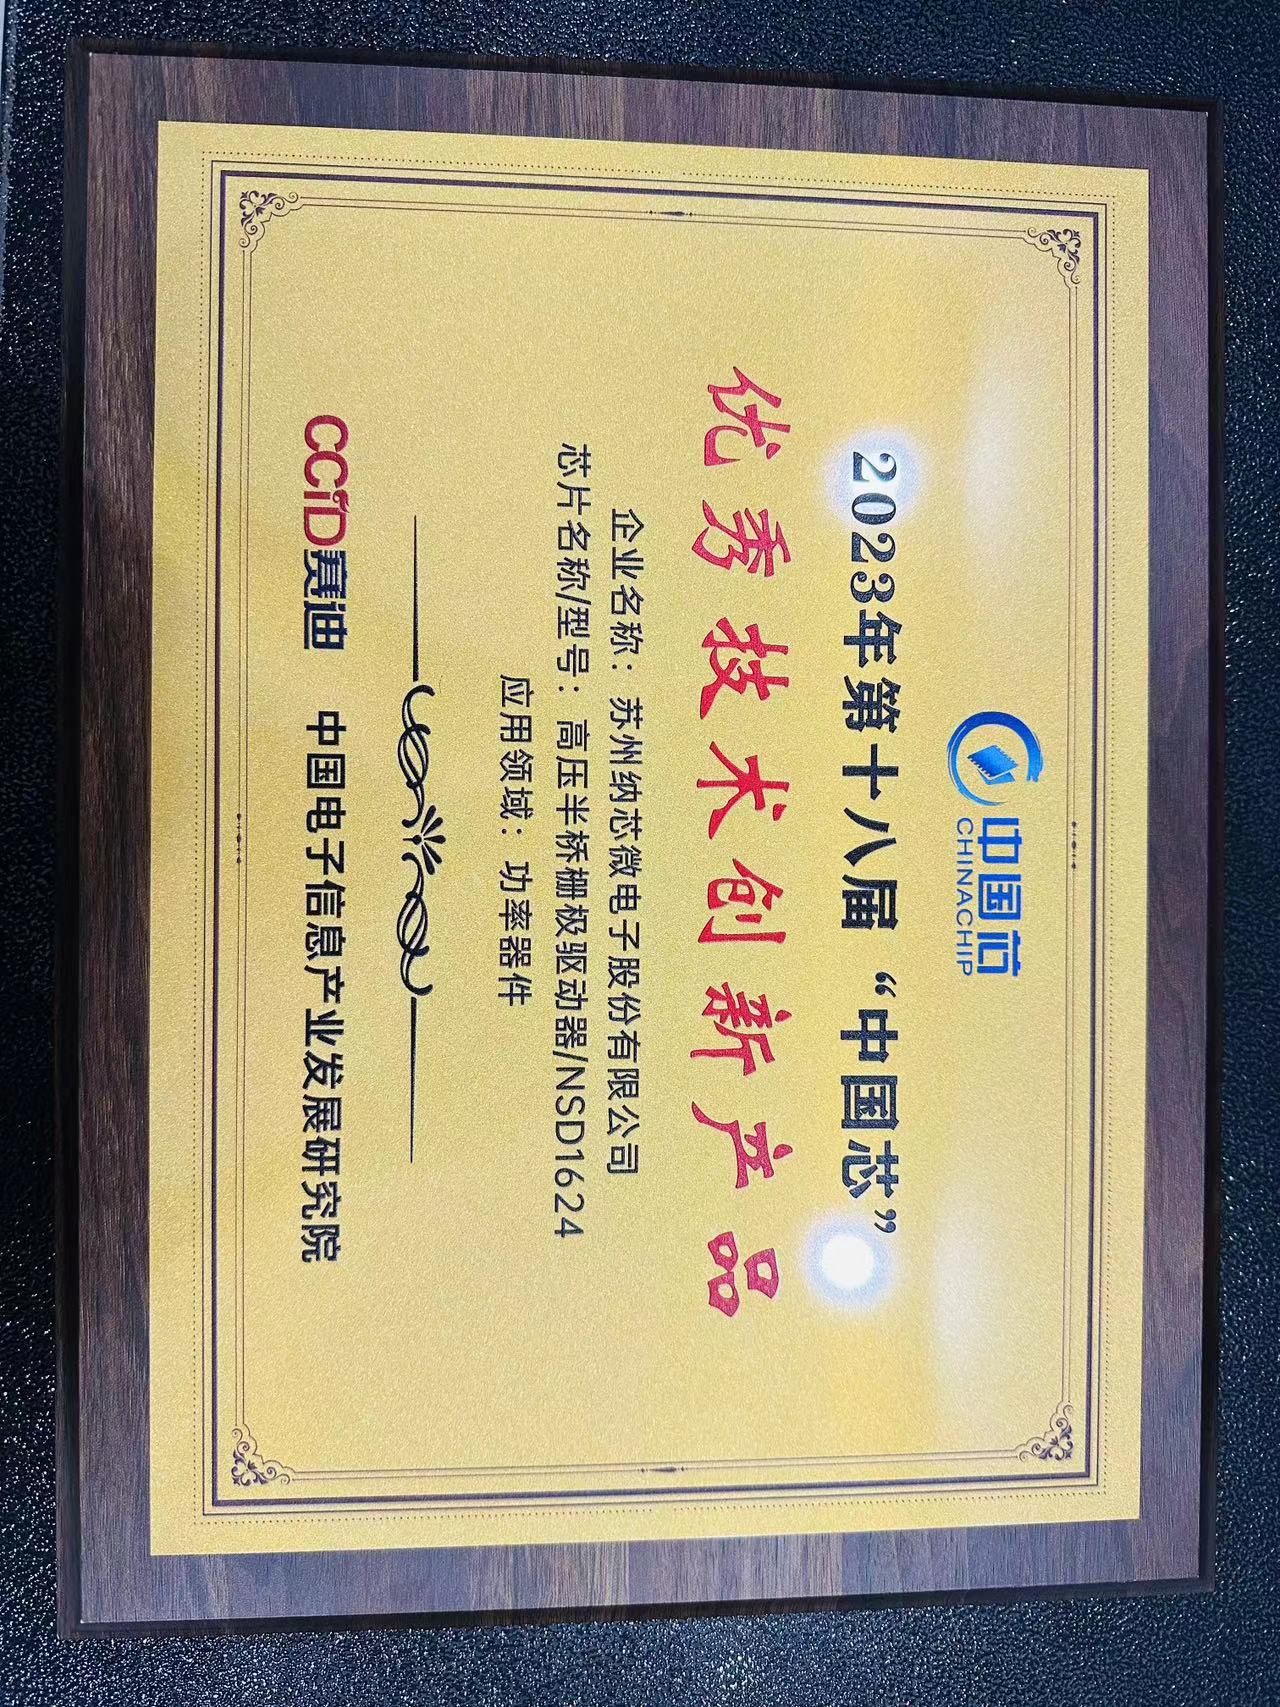 中国芯
CHINACHIP
2023年第十八届“中国芯”
优秀技术创新产品
企业名称：苏州纳芯微电子股份有限公司
芯片名称/型号：高压半桥栅极驱动器/NSD1624
应用领域：功率器件
CCiD赛迪 中国电子信息产业发展研究院